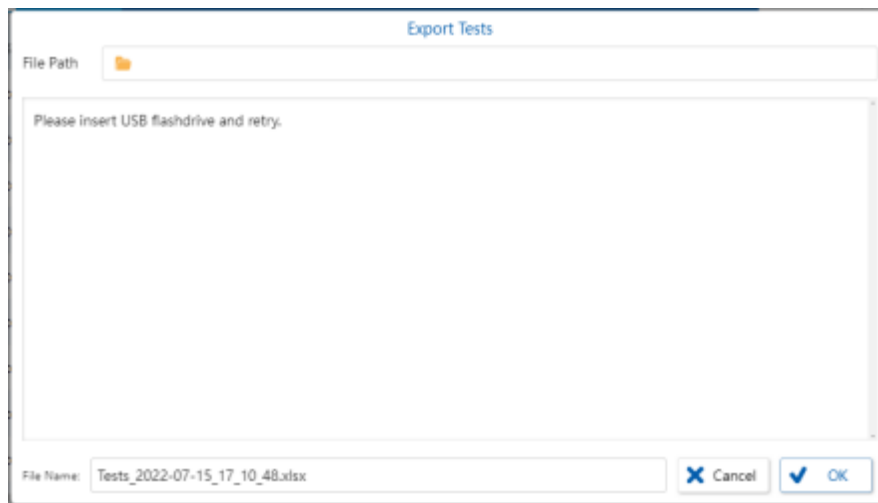 Export Tests
File Path
Please insert USB flashdrive and retry.
File Name: Tests_2022-07-15_17_10_48.xlsx Cancel OK